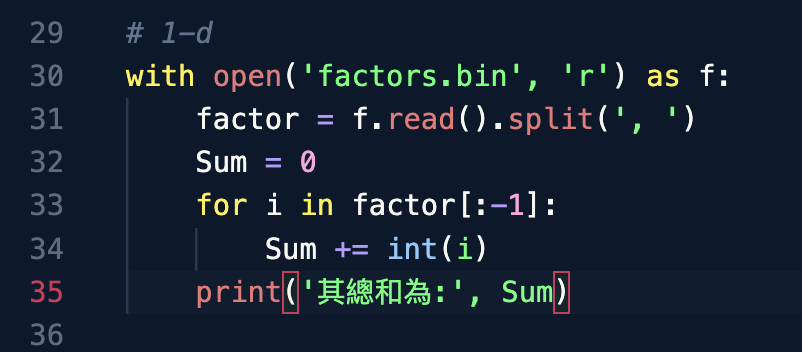 29 # 1-d
30 with open('factors.bin', 'r') as f:
31 factor = f.read().split(', ')
32 Sum = 0
33 for i in factor[:-1]:
34 Sum += int(i)
35 print('其總和為:', Sum)
36